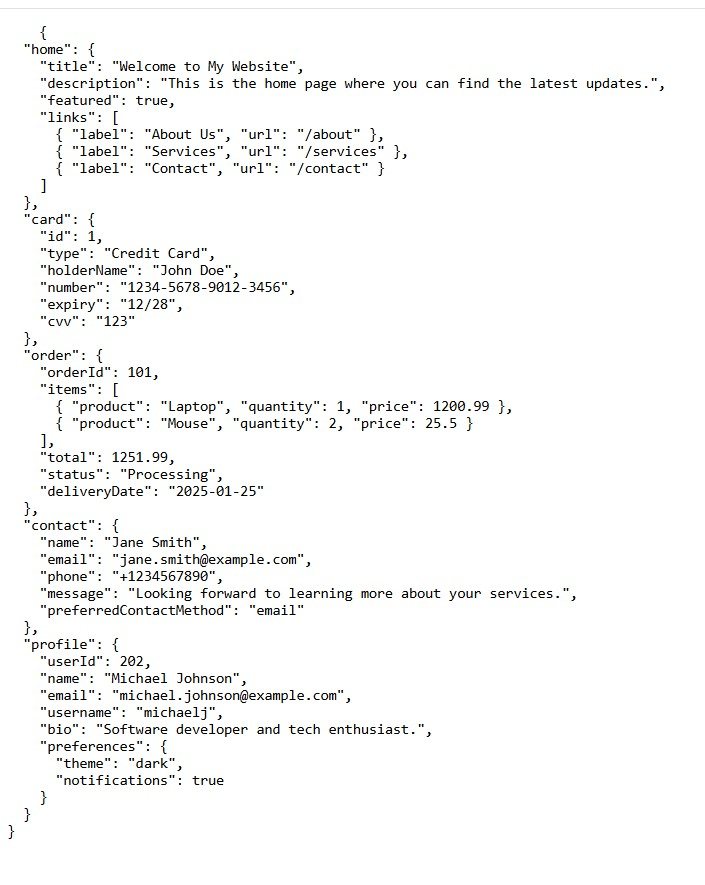 {
"home": {
"title": "Welcome to My Website",
"description": "This is the home page where you can find the latest updates.",
"featured": true,
"links": [
{ "label": "About Us", "url": "/about" },
{ "label": "Services", "url": "/services" },
{ "label": "Contact", "url": "/contact" }
]
},
"card": {
"id": 1,
"type": "Credit Card",
"holderName": "John Doe",
"number": "1234-5678-9012-3456",
"expiry": "12/28",
"cvv": "123"
},
"order": {
"orderId": 101,
"items": [
{ "product": "Laptop", "quantity": 1, "price": 1200.99 },
{ "product": "Mouse", "quantity": 2, "price": 25.5 }
],
"total": 1251.99,
"status": "Processing",
"deliveryDate": "2025-01-25"
},
"contact": {
"name": "Jane Smith",
"email": "jane.smith@example.com",
"phone": "+1234567890",
"message": "Looking forward to learning more about your services.",
"preferredContactMethod": "email"
},
"profile": {
"userId": 202,
"name": "Michael Johnson",
"email": "michael.johnson@example.com",
"username": "michaelj",
"bio": "Software developer and tech enthusiast.",
"preferences": {
"theme": "dark",
"notifications": true
}
}
}